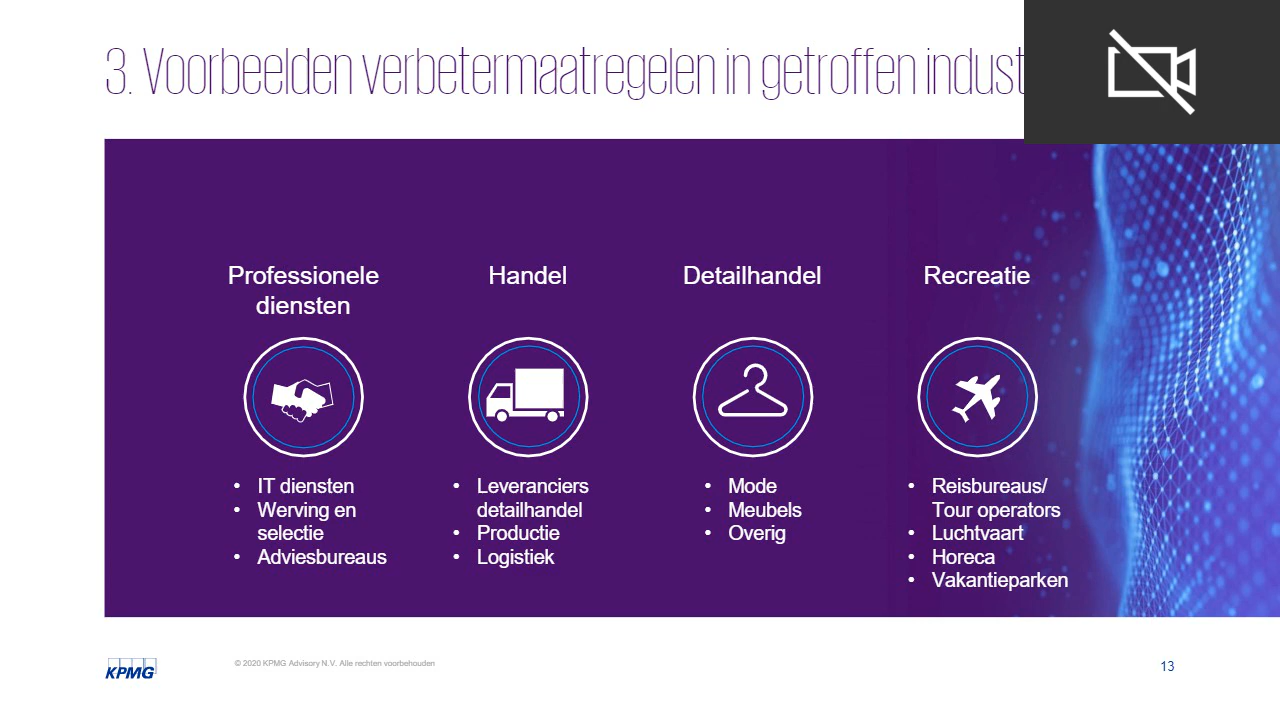 3. Voorbeelden verbetermaatregelen in getroffen
Professionele
diensten
Handel
Detailhandel
Recreatie
• IT diensten
• Werving en
selectie
• Adviesbureaus
• Leveranciers
detailhandel
• Productie
• Logistiek
• Mode
• Meubels
• Overig
• Reisbureaus/
Tour operators
• Luchtvaart
• Horeca
• Vakantieparken
KPMG
© 2020 KPMG Advisory N.V. Alle rechten voorbehouden
13